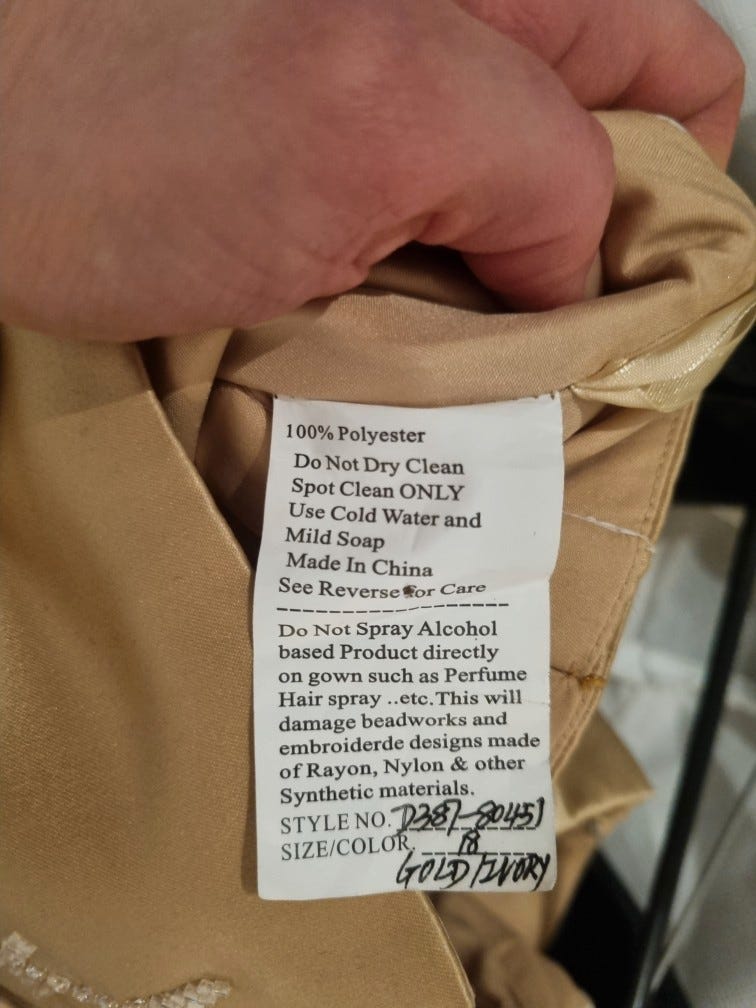 100% Polyester
Do Not Dry Clean
Spot Clean ONLY
Use Cold Water and
Mild Soap
Made In China
See Reverse for Care
Do Not Spray Alcohol
based Product directly
on gown such as Perfume
Hair spray ..etc.This will
damage beadworks and
embroiderde designs made
of Rayon, Nylon & other
Synthetic materials.
STYLE NO. D387-80451
SIZE/COLOR. 18
GOLD/IVORY